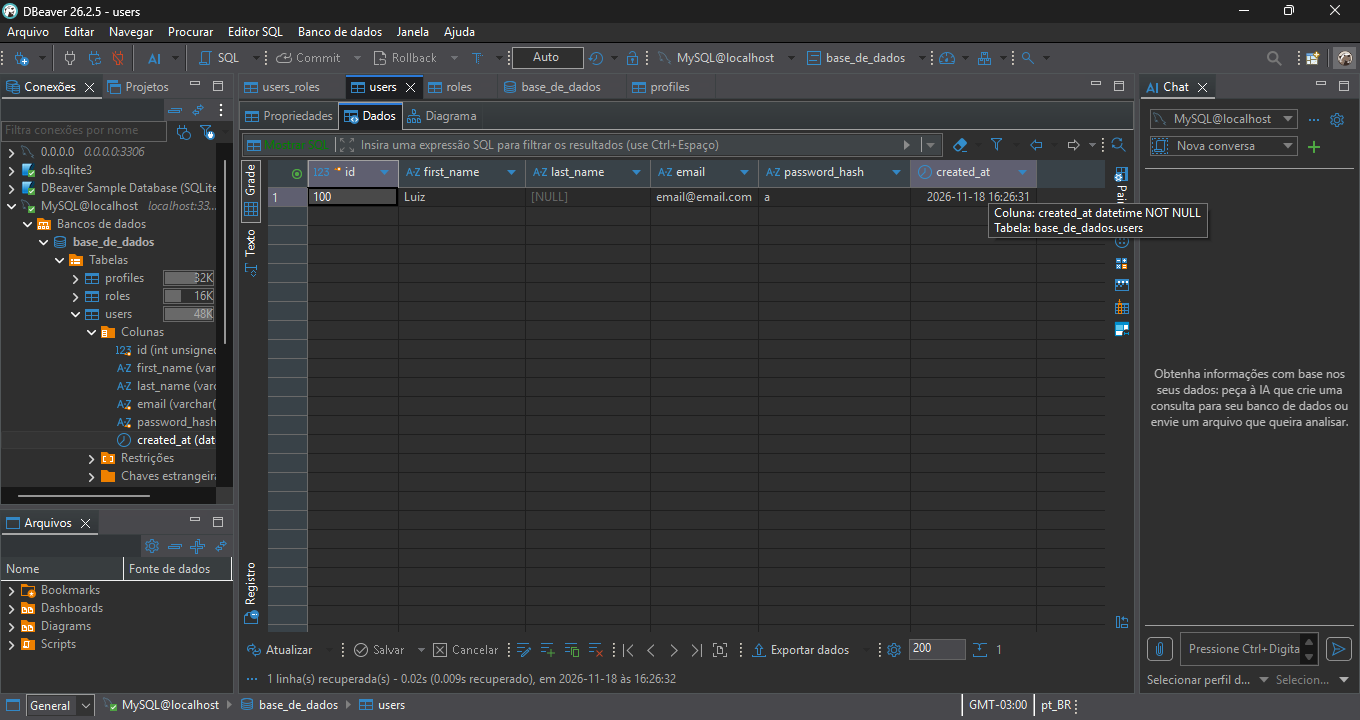 DBeaver 26.2.5 - users
Arquivo Editar Navegar Procurar Editor SQL Banco de dados Janela Ajuda
AI SQL Commit Rollback T Auto MySQL@localhost base_de_dados
Conexões Projetos
Filtra conexões por nome
0.0.0.0 0.0.0.0:3306
db.sqlite3
DBeaver Sample Database (SQLite
MySQL@localhost localhost:33...
Bancos de dados
base_de_dados
Tabelas
profiles 32K
roles 16K
users 48K
Colunas
123 id (int unsigned
A-Z first_name (var
A-Z last_name (varc
A-Z email (varchar(
A-Z password_hash
created_at (dat
Restrições
Chaves estrangeira
Arquivos
Nome Fonte de dados
Bookmarks
Dashboards
Diagrams
Scripts
users_roles users roles base_de_dados profiles
Propriedades Dados Diagrama
Mostrar SQL Insira uma expressão SQL para filtrar os resultados (use Ctrl+Espaço)
Grade
Texto
Registro
123 id A-Z first_name A-Z last_name A-Z email A-Z password_hash created_at
1 100 Luiz [NULL] email@email.com a 2026-11-18 16:26:31
Coluna: created_at datetime NOT NULL
Tabela: base_de_dados.users
Atualizar Salvar Cancelar Exportar dados 200 1
1 linha(s) recuperada(s) - 0.02s (0.009s recuperado), em 2026-11-18 às 16:26:32
AI Chat
MySQL@localhost
Nova conversa
Obtenha informações com base nos
seus dados: peça à IA que crie uma
consulta para seu banco de dados ou
envie um arquivo que queira analisar.
Pressione Ctrl+Digita
Selecionar perfil d... Selecion...
General MySQL@localhost base_de_dados users GMT-03:00 pt_BR